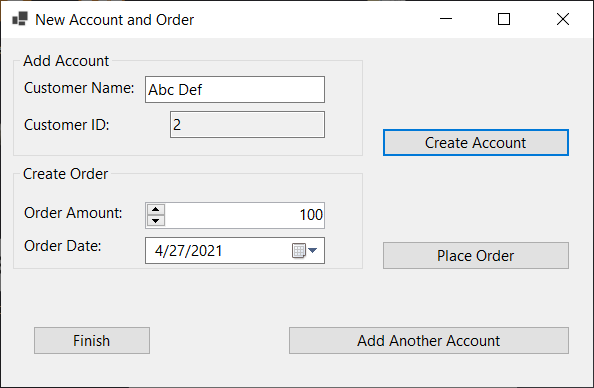 New Account and Order
Add Account
Customer Name: Abc Def
Customer ID: 2
Create Account
Create Order
Order Amount: 100
Order Date: 4/27/2021
Place Order
Finish
Add Another Account